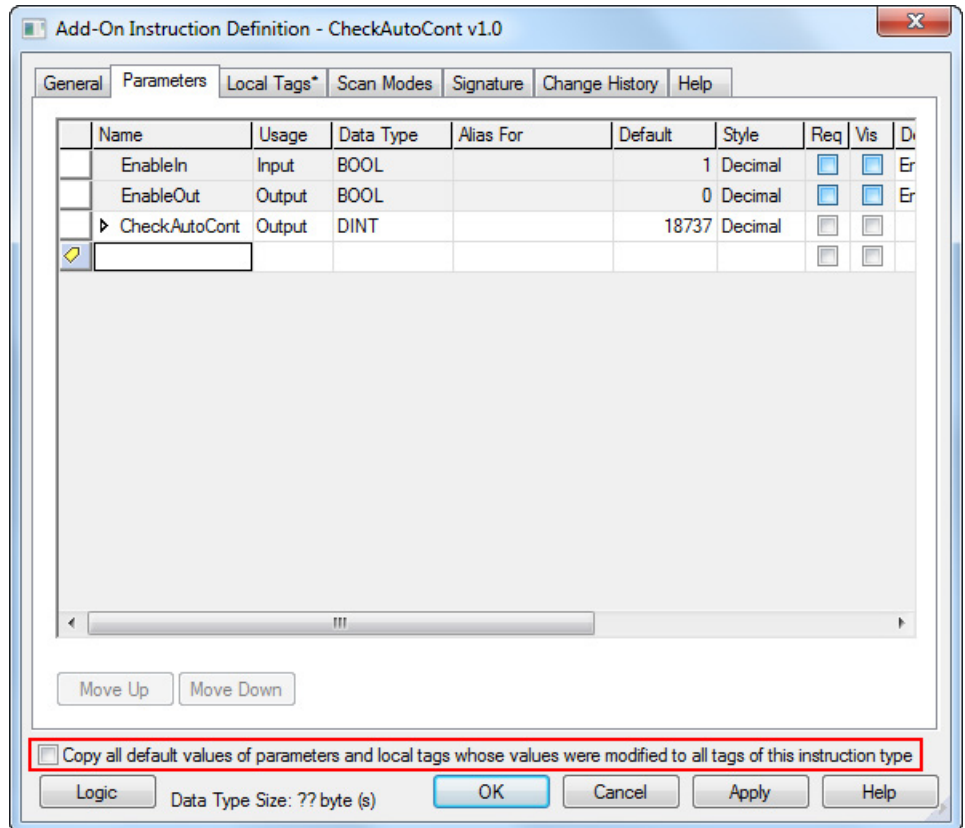 Add-On Instruction Definition - CheckAutoCont v1.0
General Parameters Local Tags* Scan Modes Signature Change History Help
Name Usage Data Type Alias For Default Style Req Vis
EnableIn Input BOOL 1 Decimal
EnableOut Output BOOL 0 Decimal
CheckAutoCont Output DINT 18737 Decimal
Move Up Move Down
Copy all default values of parameters and local tags whose values were modified to all tags of this instruction type
Logic Data Type Size: ?? byte (s) OK Cancel Apply Help